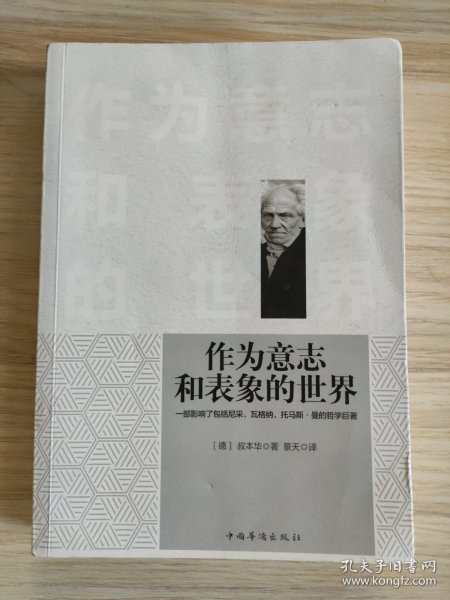 作为意志
和表象
的世界
作为意志
和表象的世界
一部影响了包括尼采、瓦格纳、托马斯·曼的哲学巨著
[德] 叔本华◎著 景天◎译
中国华侨出版社
孔夫子旧书网
www.kongfz.com